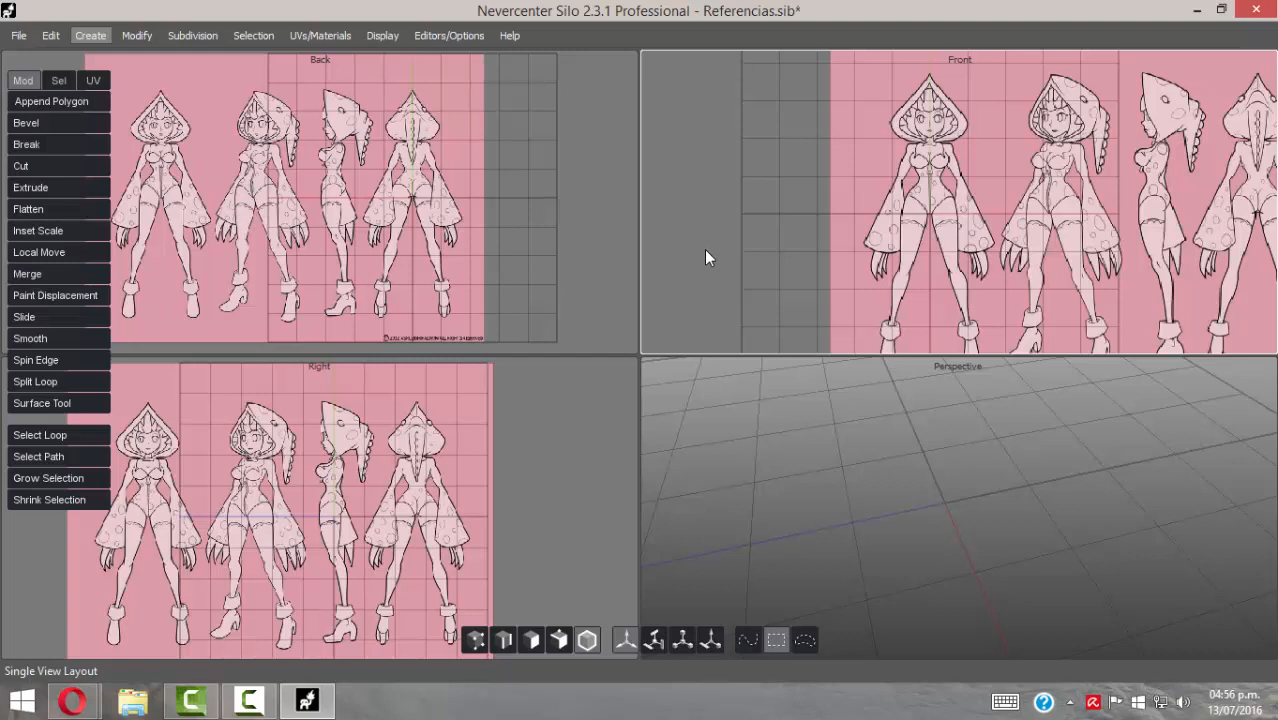 Nevercenter Silo 2.3.1 Professional - Referencias.sib*
File Edit Create Modify Subdivision Selection UVs/Materials Display Editors/Options Help
Back
Front
Mod Sel UV
Append Polygon
Bevel
Break
Cut
Extrude
Flatten
Inset Scale
Local Move
Merge
Paint Displacement
Slide
Smooth
Spin Edge
Split Loop
Surface Tool
Select Loop
Select Path
Grow Selection
Shrink Selection
Right
Perspective
Single View Layout
04:56 p.m.
13/07/2016